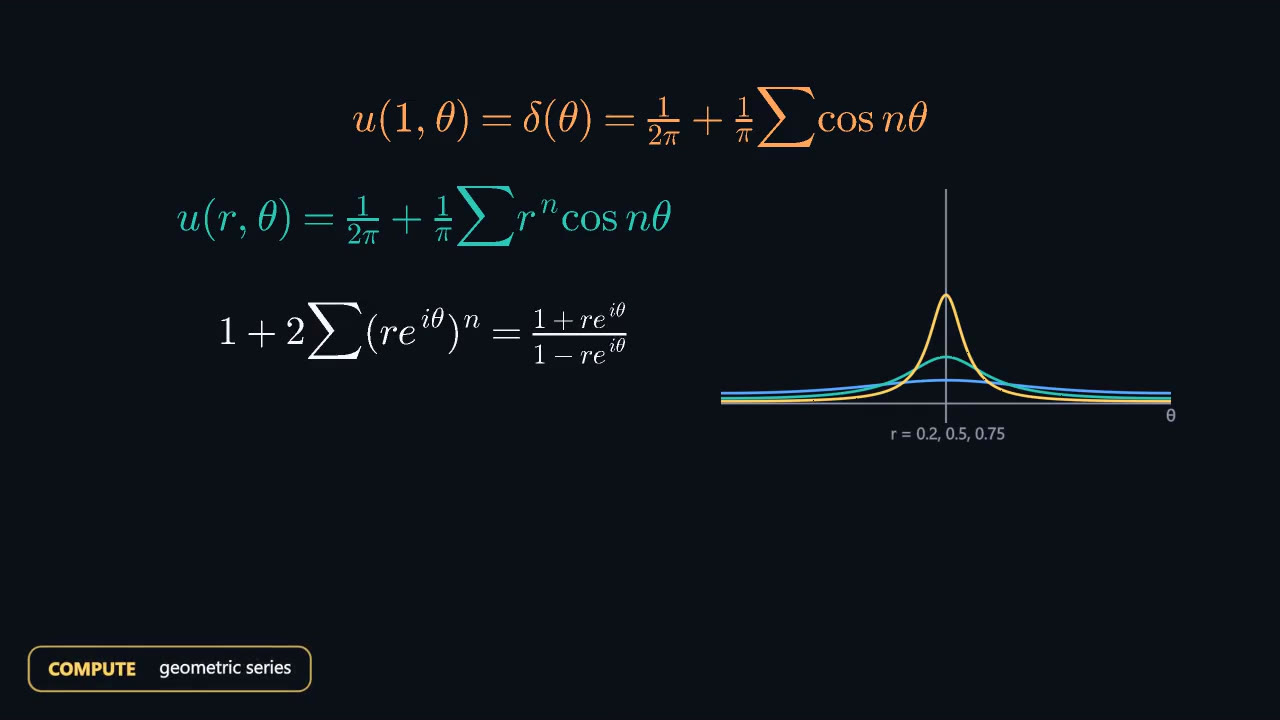 u(1, θ) = δ(θ) = 1/2π + 1/π ∑ cos nθ
u(r, θ) = 1/2π + 1/π ∑ rⁿ cos nθ
1 + 2∑(re^{iθ})ⁿ = (1 + re^{iθ})/(1 − re^{iθ})
θ
r = 0.2, 0.5, 0.75
COMPUTE geometric series